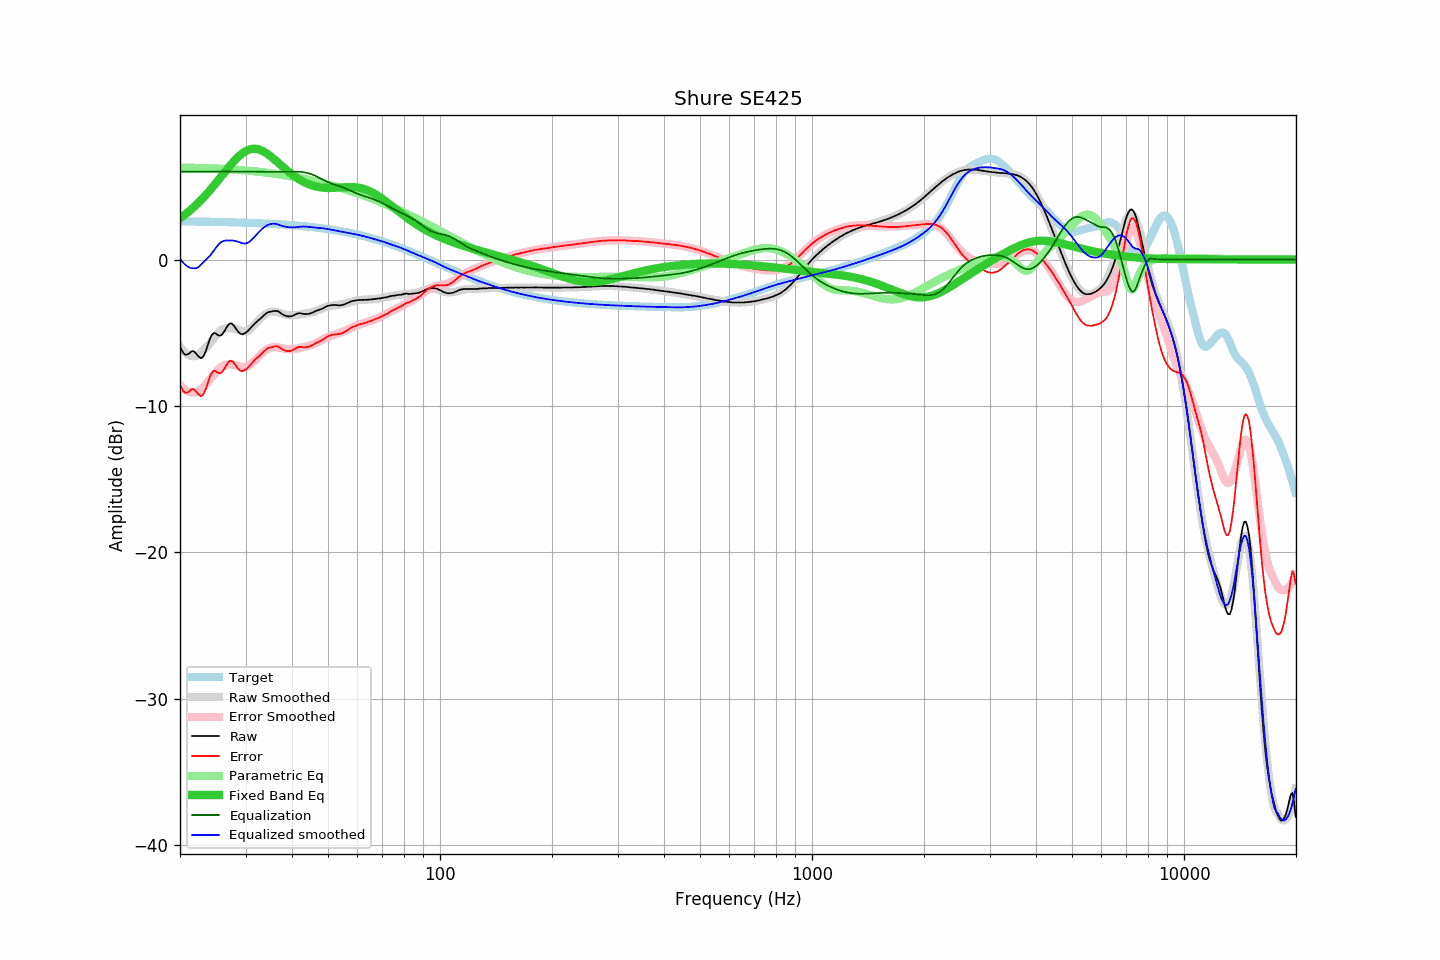 Shure SE425
Amplitude (dBr)
0
−10
−20
−30
−40
Target
Raw Smoothed
Error Smoothed
Raw
Error
Parametric Eq
Fixed Band Eq
Equalization
Equalized smoothed
100
1000
10000
Frequency (Hz)